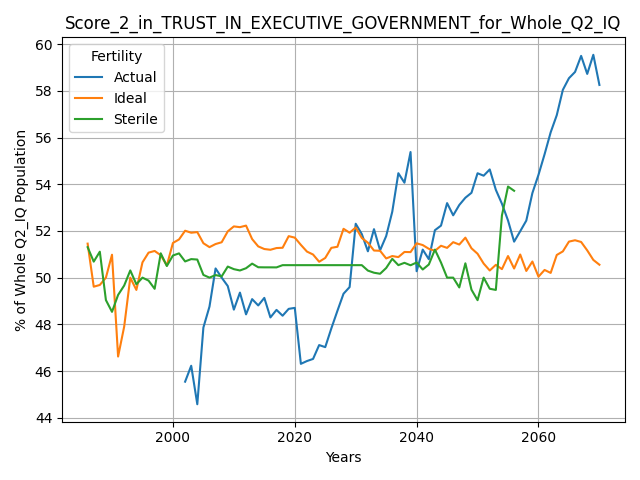 Score_2_in_TRUST_IN_EXECUTIVE_GOVERNMENT_for_Whole_Q2_IQ
Fertility
Actual
Ideal
Sterile
% of Whole Q2_IQ Population
60
58
56
54
52
50
48
46
44
2000 2020 2040 2060
Years